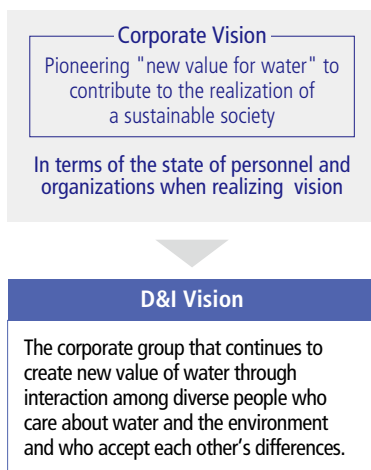 Corporate Vision
Pioneering "new value for water" to
contribute to the realization of
a sustainable society
In terms of the state of personnel and
organizations when realizing vision
D&I Vision
The corporate group that continues to
create new value of water through
interaction among diverse people who
care about water and the environment
and who accept each other’s differences.